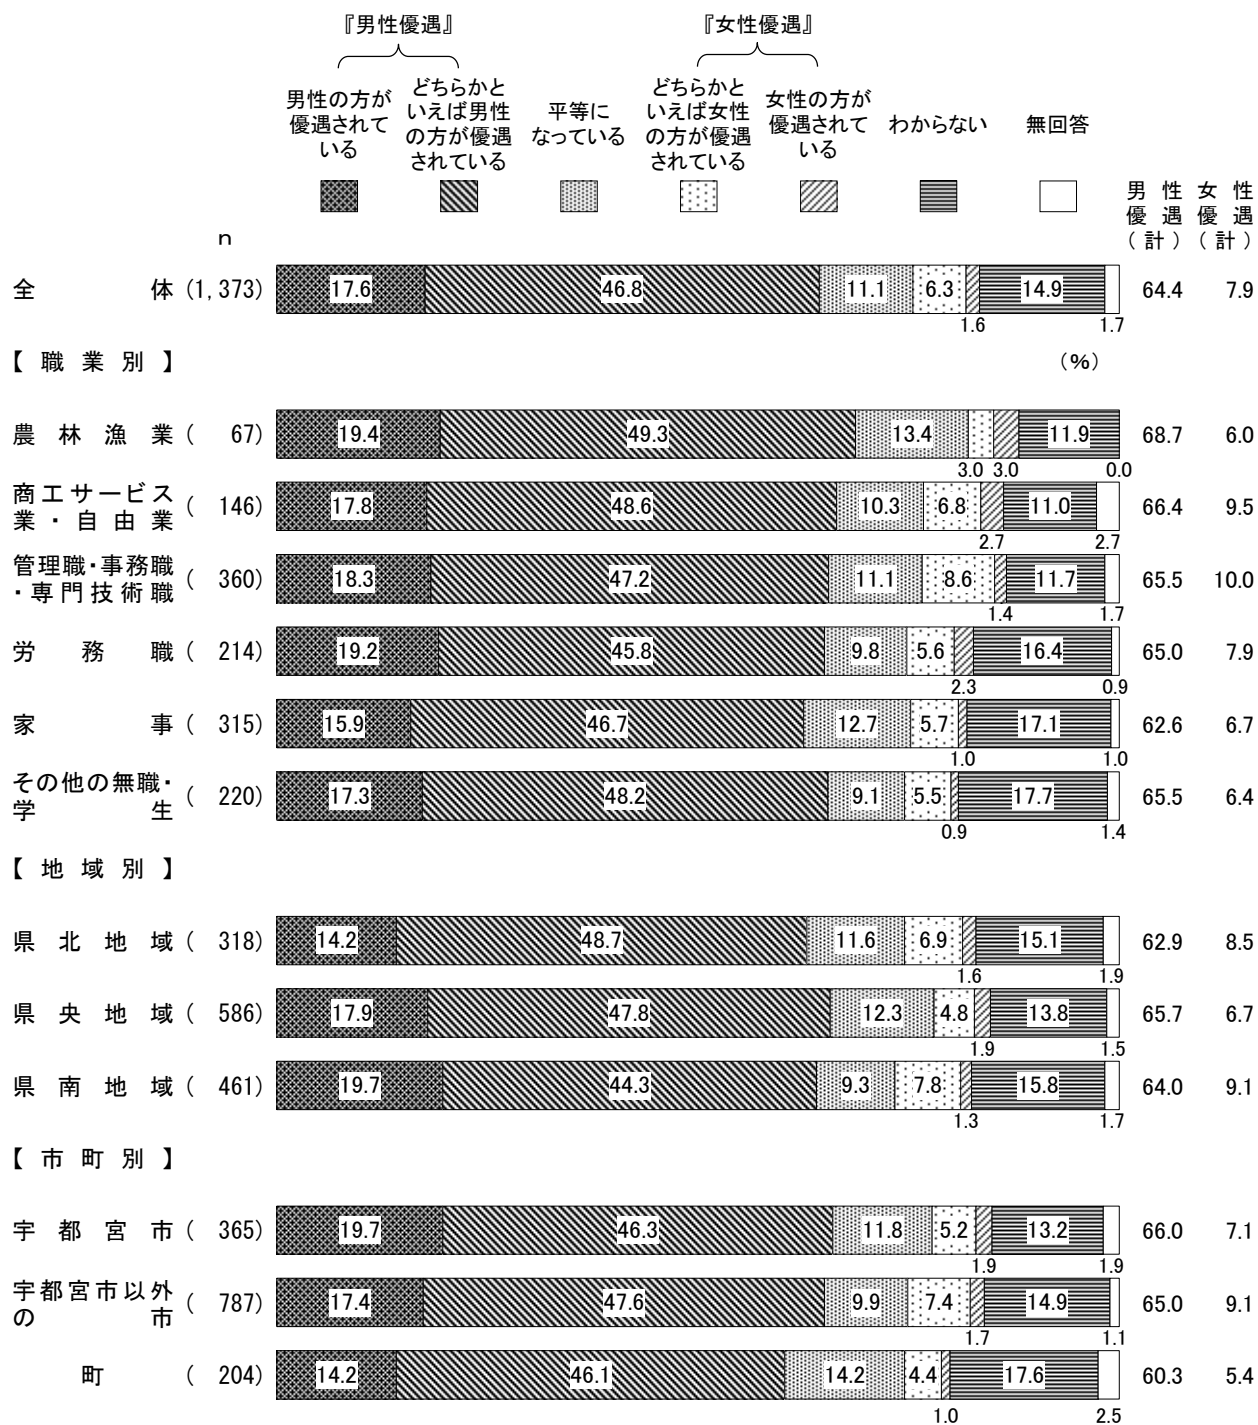 『男性優遇』 『女性優遇』
男性の方が
優遇されて
いる
どちらかと
いえば男性
の方が優遇
されている
平等に
なっている
どちらかと
いえば女性
の方が優遇
されている
女性の方が
優遇されて
いる
わからない
無回答
男性
優遇
(計)
女性
優遇
(計)
n
全体 (1,373) 17.6 46.8 11.1 6.3 14.9 64.4 7.9
1.6 1.7
【職業別】 (%)
農林漁業 ( 67) 19.4 49.3 13.4 11.9 68.7 6.0
3.0 3.0 0.0
商工サービス
業・自由業 ( 146) 17.8 48.6 10.3 6.8 11.0 66.4 9.5
2.7 2.7
管理職・事務職
・専門技術職 ( 360) 18.3 47.2 11.1 8.6 11.7 65.5 10.0
1.4 1.7
労務職 ( 214) 19.2 45.8 9.8 5.6 16.4 65.0 7.9
2.3 0.9
家事 ( 315) 15.9 46.7 12.7 5.7 17.1 62.6 6.7
1.0 1.0
その他の無職・
学生 ( 220) 17.3 48.2 9.1 5.5 17.7 65.5 6.4
0.9 1.4
【地域別】
県北地域 ( 318) 14.2 48.7 11.6 6.9 15.1 62.9 8.5
1.6 1.9
県央地域 ( 586) 17.9 47.8 12.3 4.8 13.8 65.7 6.7
1.9 1.5
県南地域 ( 461) 19.7 44.3 9.3 7.8 15.8 64.0 9.1
1.3 1.7
【市町別】
宇都宮市 ( 365) 19.7 46.3 11.8 5.2 13.2 66.0 7.1
1.9 1.9
宇都宮市以外
の市 ( 787) 17.4 47.6 9.9 7.4 14.9 65.0 9.1
1.7 1.1
町 ( 204) 14.2 46.1 14.2 4.4 17.6 60.3 5.4
1.0 2.5